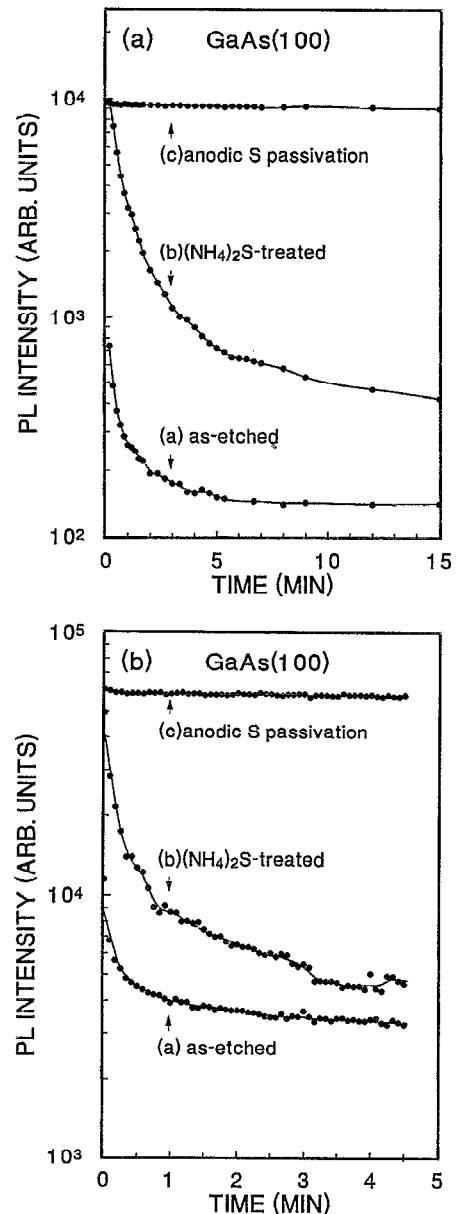 (a) GaAs(100)
10⁴
(c)anodic S passivation
(b)(NH₄)₂S-treated
10³
(a) as-etched
10²
0 5 10 15
TIME (MIN)
PL INTENSITY (ARB. UNITS)
10⁵
(b) GaAs(100)
(c)anodic S passivation
(b)(NH₄)₂S-treated
10⁴
(a) as-etched
10³
0 1 2 3 4 5
TIME (MIN)
PL INTENSITY (ARB. UNITS)